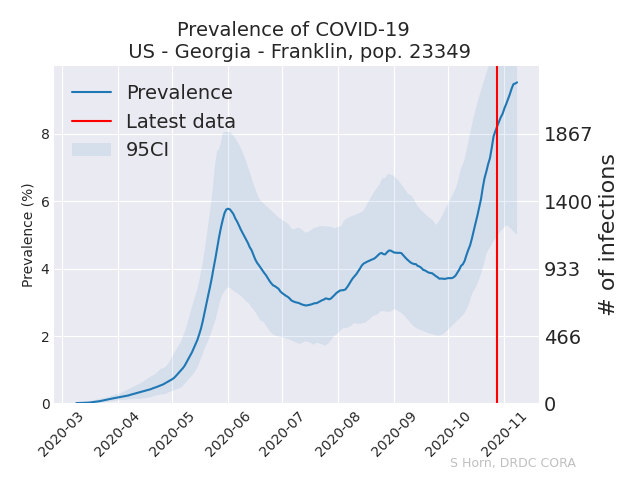 Prevalence of COVID-19
US - Georgia - Franklin, pop. 23349
Prevalence
Latest data
95CI
Prevalence (%)
8
6
4
2
0
1867
1400
933
466
0
# of infections
2020-03
2020-04
2020-05
2020-06
2020-07
2020-08
2020-09
2020-10
2020-11
S Horn, DRDC CORA